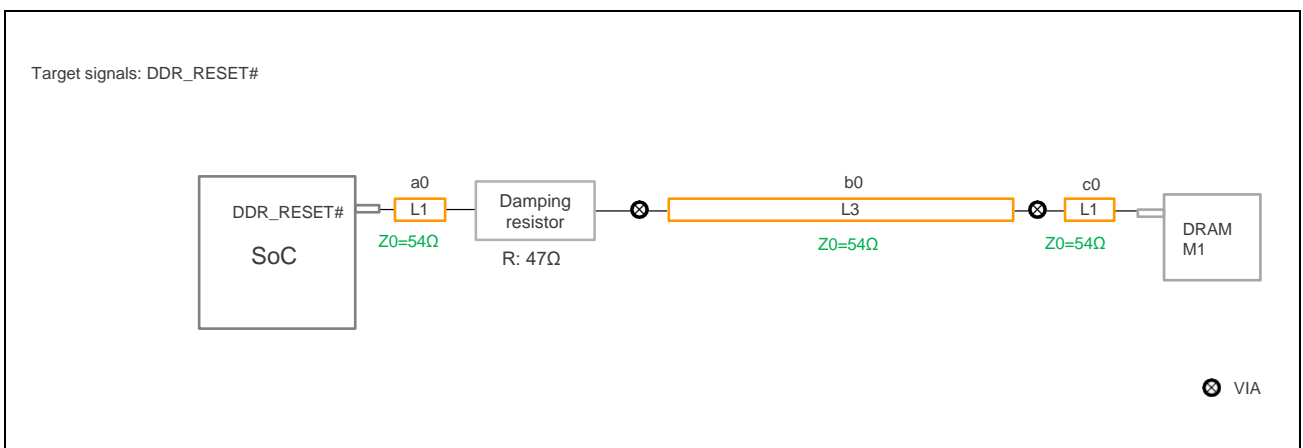 Target signals: DDR_RESET#
a0
b0
c0
DDR_RESET#
L1
Damping
resistor
L3
L1
DRAM
M1
SoC
Z0=54Ω
R: 47Ω
Z0=54Ω
Z0=54Ω
VIA